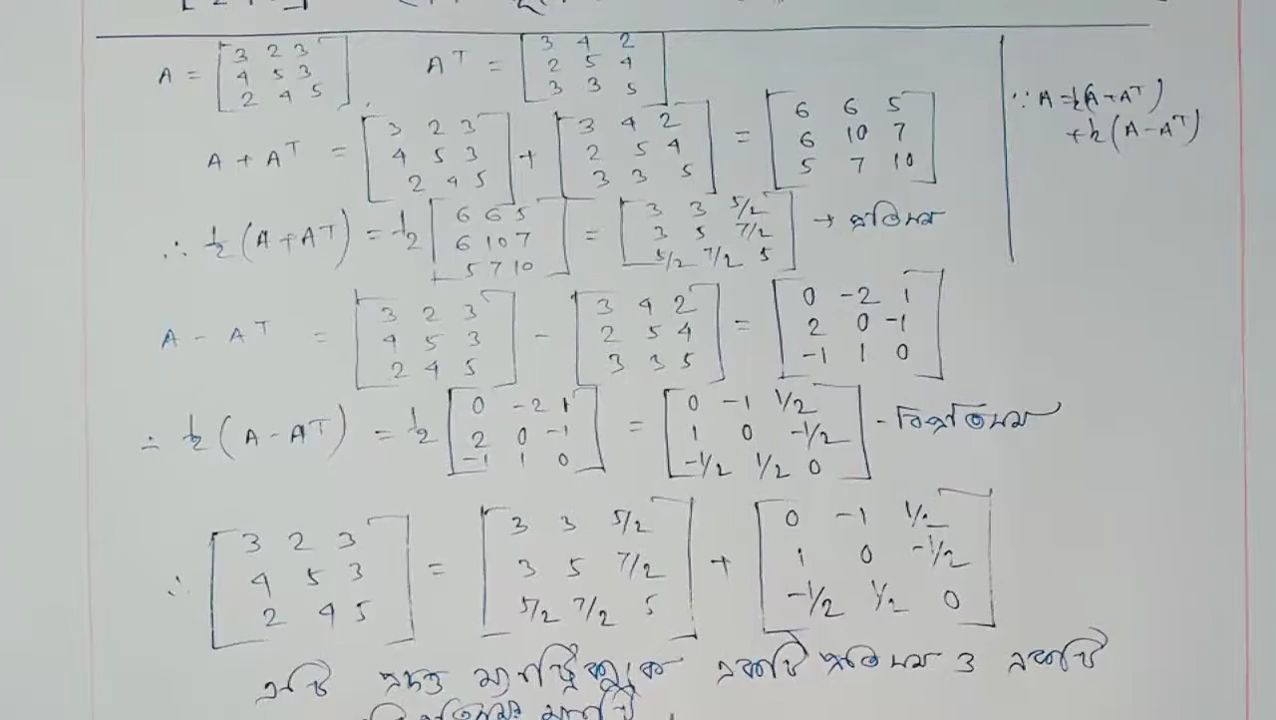 A = [3 2 3; 4 5 3; 2 4 5] A^T = [3 4 2; 2 5 4; 3 3 5]
A + A^T = [3 2 3; 4 5 3; 2 4 5] + [3 4 2; 2 5 4; 3 3 5] = [6 6 5; 6 10 7; 5 7 10]
∵ A = ½(A+A^T)
+ ½(A-A^T)
∴ ½(A+A^T) = ½[6 6 5; 6 10 7; 5 7 10] = [3 3 5/2; 3 5 7/2; 5/2 7/2 5] → প্রতিসম
A - A^T = [3 2 3; 4 5 3; 2 4 5] - [3 4 2; 2 5 4; 3 3 5] = [0 -2 1; 2 0 -1; -1 1 0]
∴ ½(A-A^T) = ½[0 -2 1; 2 0 -1; -1 1 0] = [0 -1 1/2; 1 0 -1/2; -1/2 1/2 0] - বিপ্রতিসম
∴ [3 2 3; 4 5 3; 2 4 5] = [3 3 5/2; 3 5 7/2; 5/2 7/2 5] + [0 -1 1/2; 1 0 -1/2; -1/2 1/2 0]
প্রদত্ত ম্যাট্রিক্সকে একটি প্রতিসম ও একটি